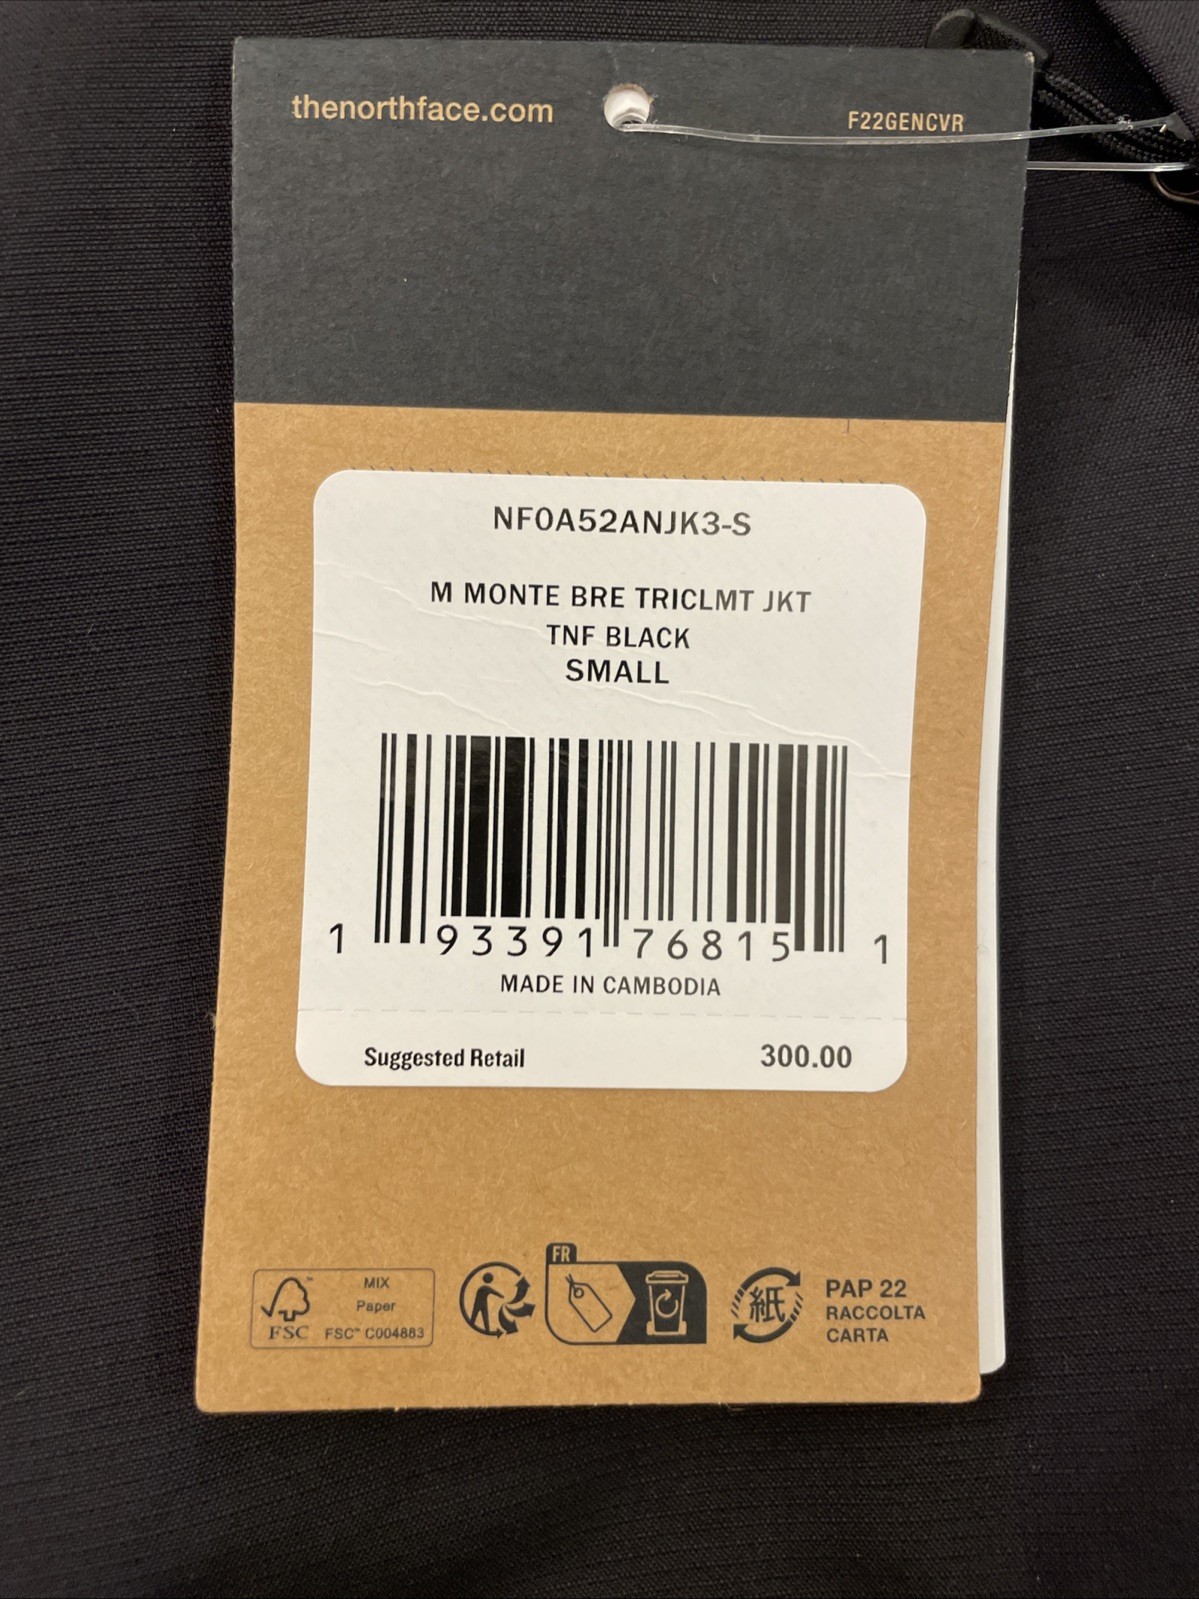 thenorthface.com
F22GENCVR
NF0A52ANJK3-S
M MONTE BRE TRICLMT JKT
TNF BLACK
SMALL
1 93391 76815 1
MADE IN CAMBODIA
Suggested Retail 300.00
FSC
MIX
Paper
FSC™ C004883
FR
紙
PAP 22
RACCOLTA
CARTA